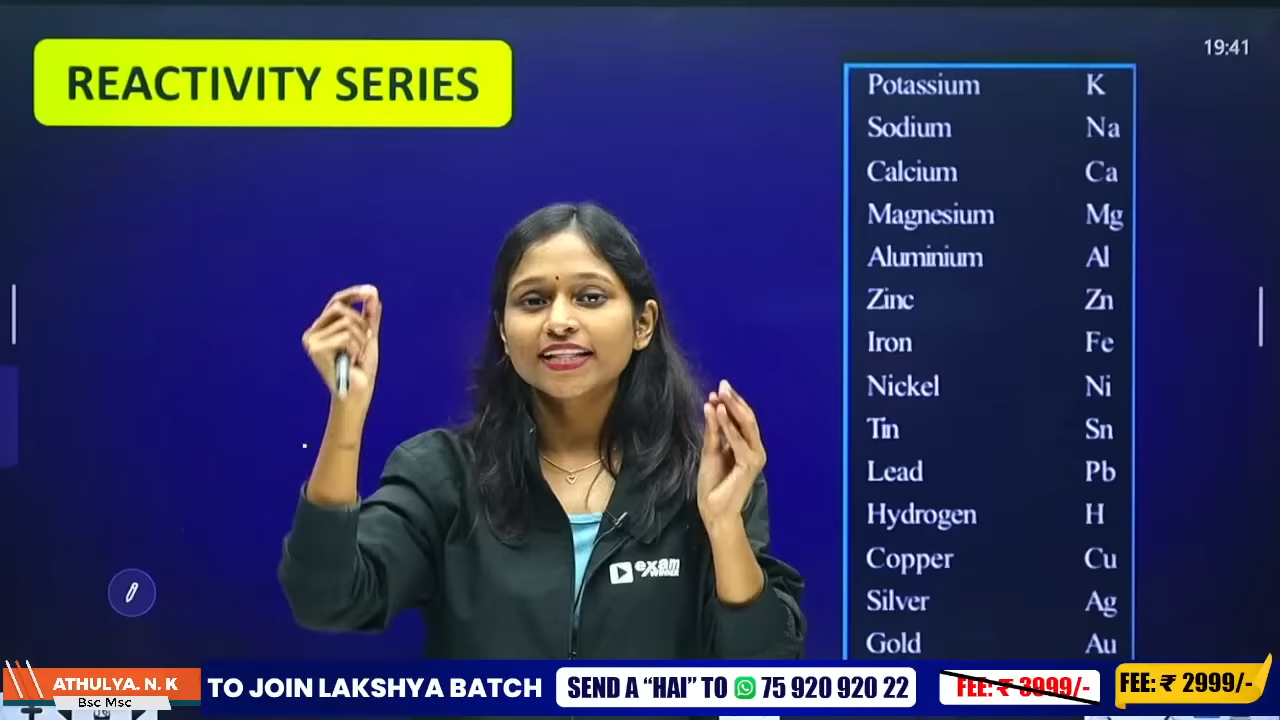 REACTIVITY SERIES
19:41
Potassium K
Sodium Na
Calcium Ca
Magnesium Mg
Aluminium Al
Zinc Zn
Iron Fe
Nickel Ni
Tin Sn
Lead Pb
Hydrogen H
Copper Cu
Silver Ag
Gold Au
exam
WINNER
ATHULYA. N. K
Bsc Msc
TO JOIN LAKSHYA BATCH
SEND A “HAI” TO 75 920 920 22
FEE: ₹ 3999/-
FEE: ₹ 2999/-